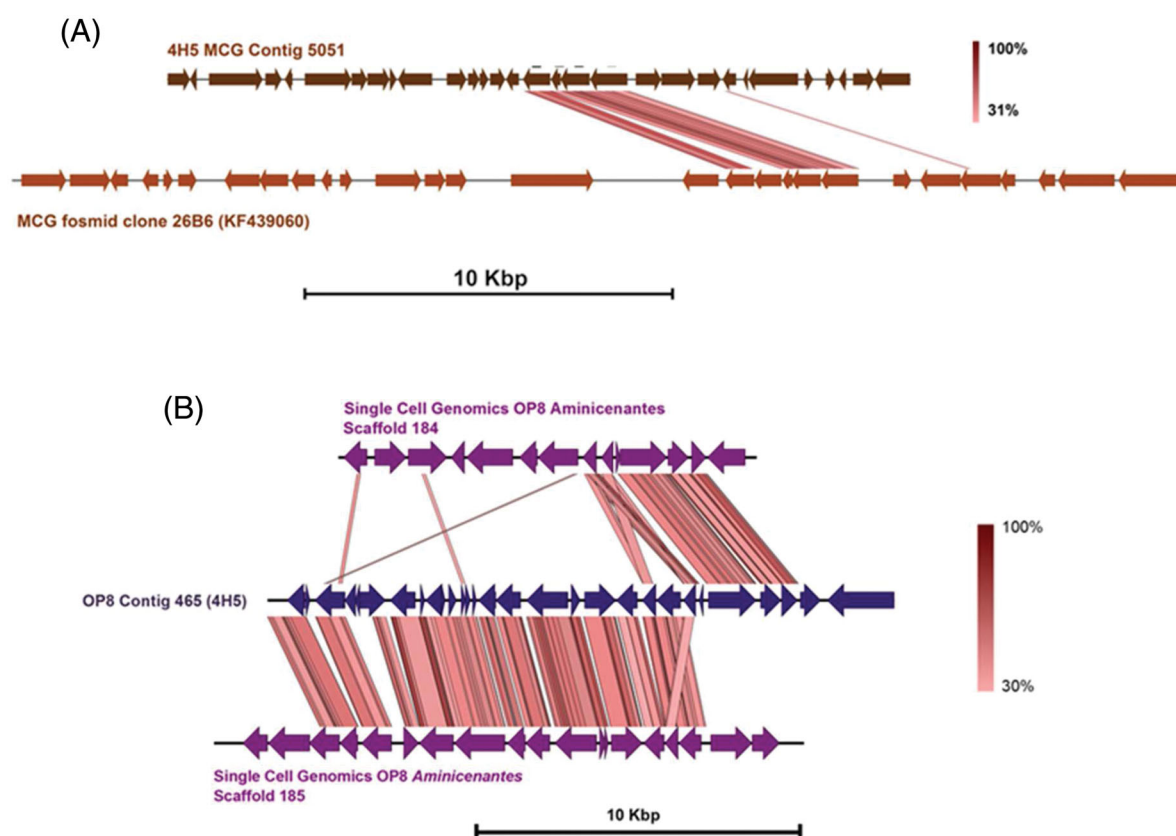 (A)
4H5 MCG Contig 5051
100%
31%
MCG fosmid clone 26B6 (KF439060)
10 Kbp
(B)
Single Cell Genomics OP8 Aminicenantes
Scaffold 184
100%
OP8 Contig 465 (4H5)
30%
Single Cell Genomics OP8 Aminicenantes
Scaffold 185
10 Kbp